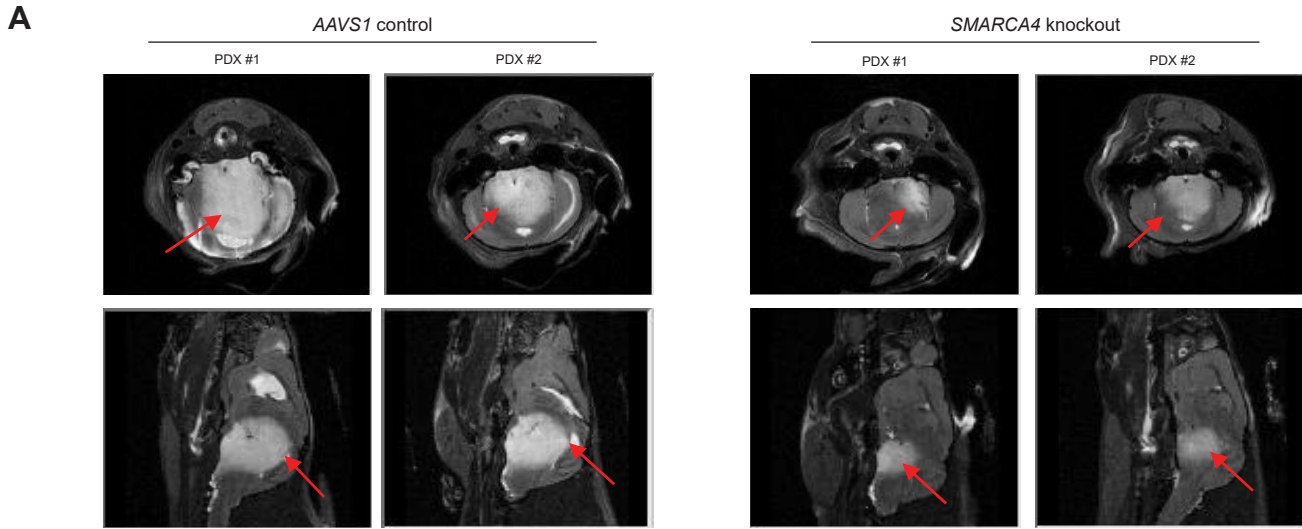 A
AAVS1 control
SMARCA4 knockout
PDX #1
PDX #2
PDX #1
PDX #2